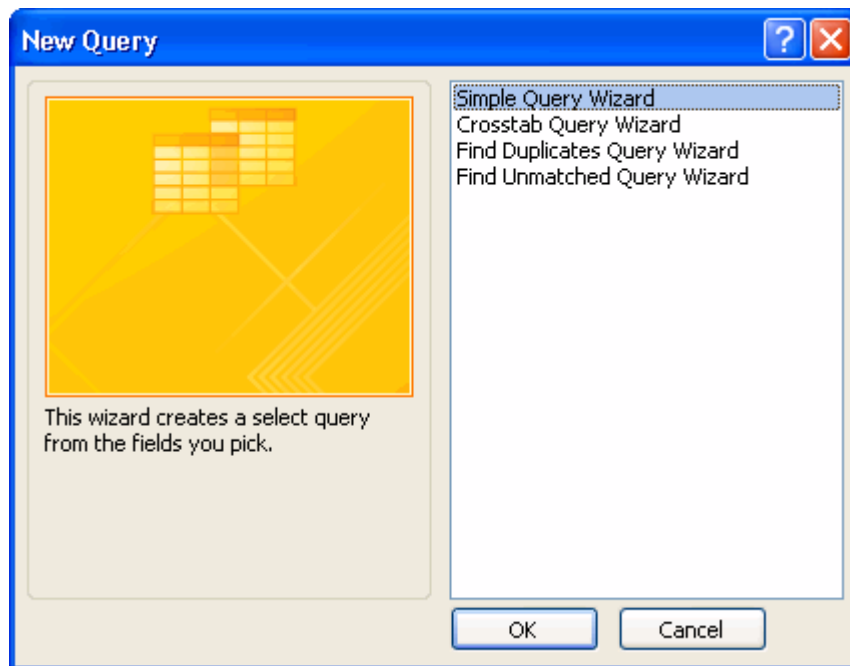 New Query
Simple Query Wizard
Crosstab Query Wizard
Find Duplicates Query Wizard
Find Unmatched Query Wizard
This wizard creates a select query
from the fields you pick.
OK
Cancel